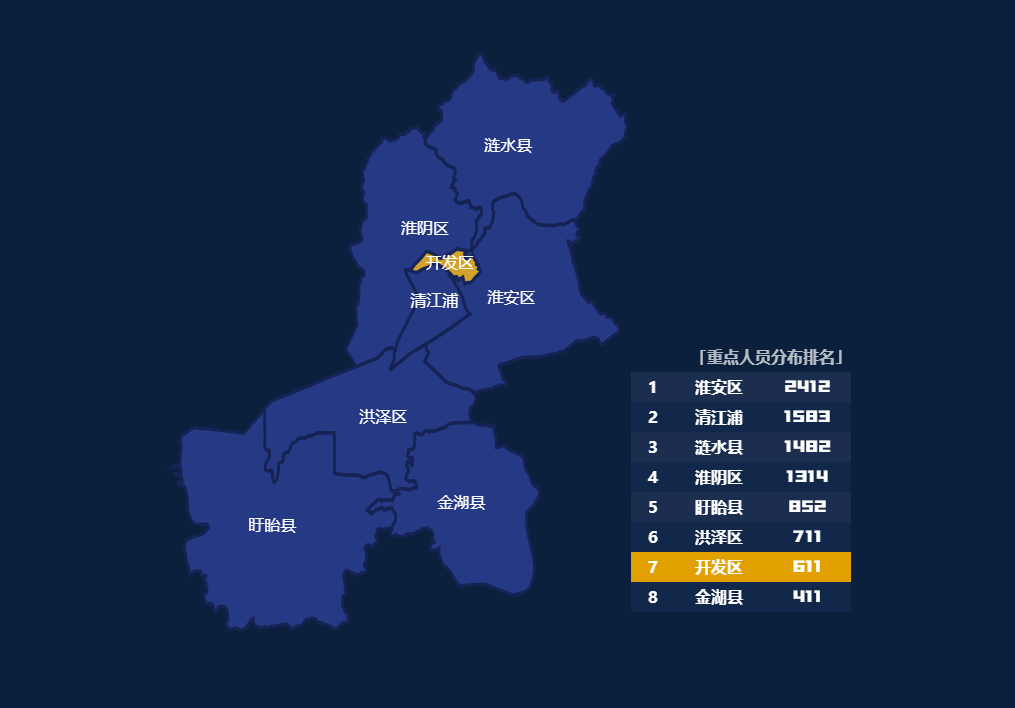 涟水县
淮阴区
开发区
清江浦
淮安区
洪泽区
金湖县
盱眙县
「重点人员分布排名」
1 淮安区 2412
2 清江浦 1583
3 涟水县 1482
4 淮阴区 1314
5 盱眙县 852
6 洪泽区 711
7 开发区 611
8 金湖县 411